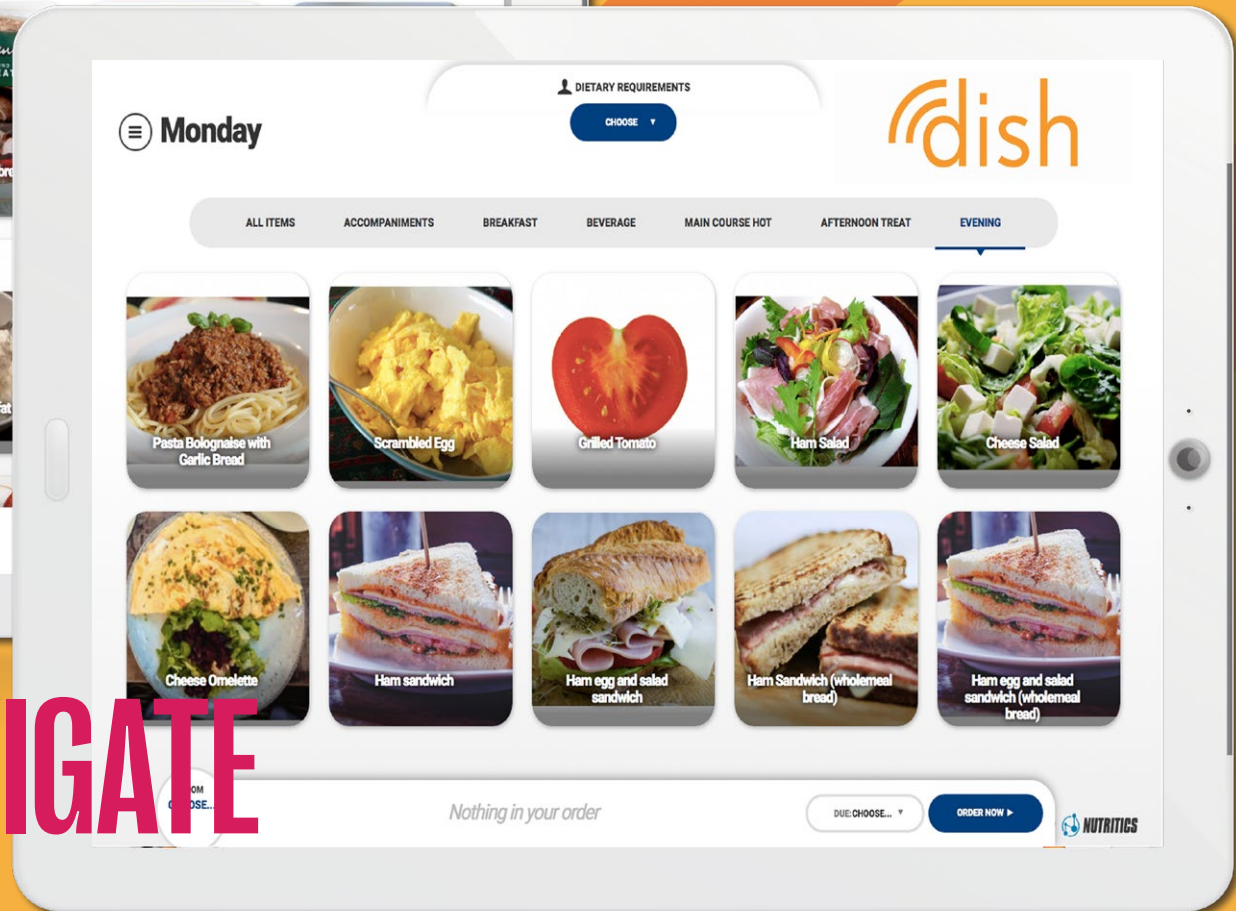 DIETARY REQUIREMENTS
CHOOSE
Monday
dish
ALL ITEMS
ACCOMPANIMENTS
BREAKFAST
BEVERAGE
MAIN COURSE HOT
AFTERNOON TREAT
EVENING
Pasta Bolognaise with
Garlic Bread
Scrambled Egg
Grilled Tomato
Ham Salad
Cheese Salad
Cheese Omelette
Ham sandwich
Ham egg and salad
sandwich
Ham Sandwich (wholemeal
bread)
Ham egg and salad
sandwich (wholemeal
bread)
IGATE
Nothing in your order
DUE: CHOOSE...
ORDER NOW
NUTRITICS